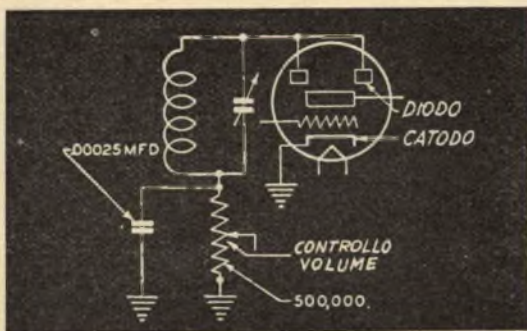 DIODO
CATODO
.00025 MFD
CONTROLLO
VOLUME
500,000.